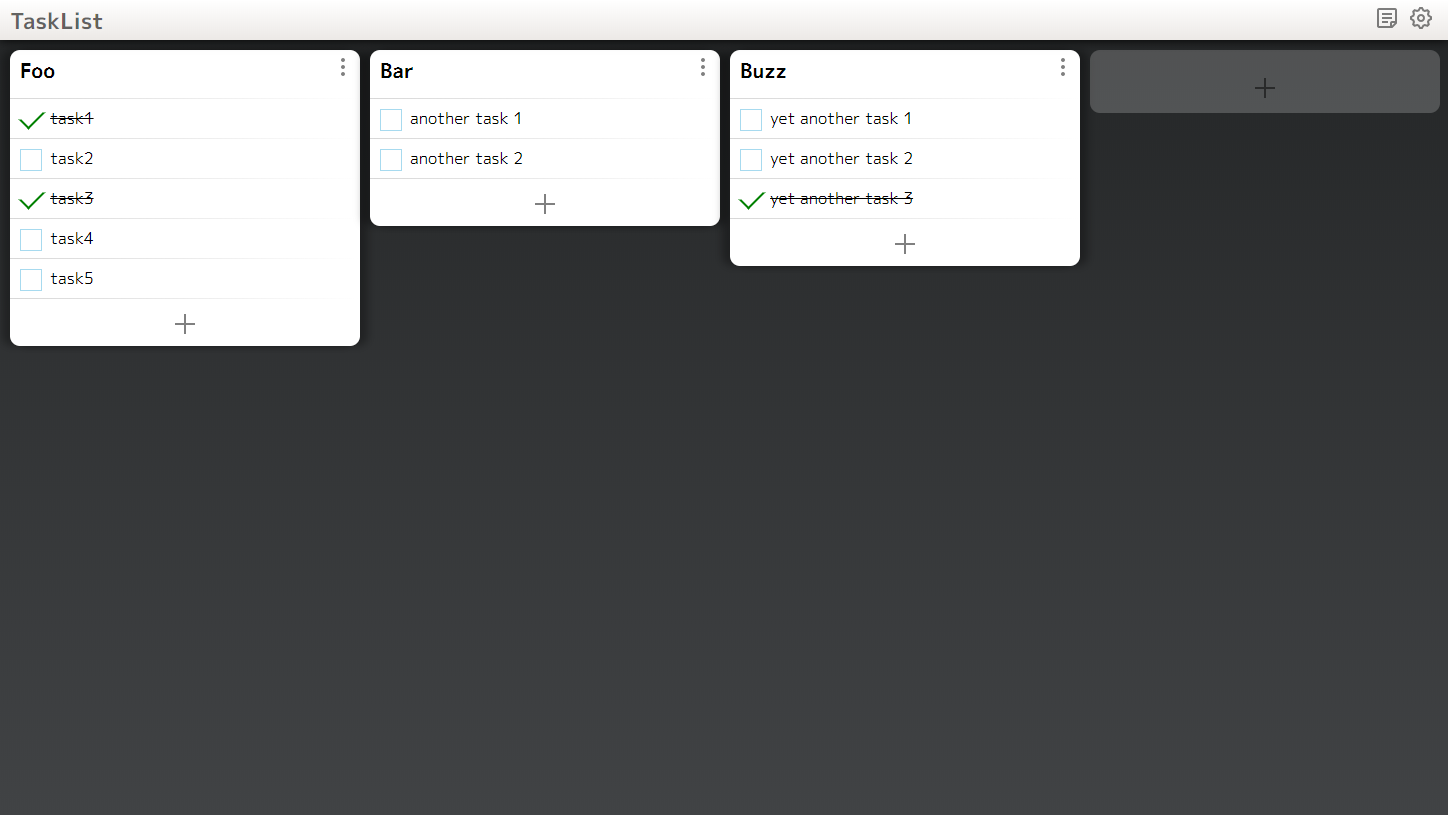 TaskList
Foo
task1
task2
task3
task4
task5
Bar
another task 1
another task 2
Buzz
yet another task 1
yet another task 2
yet another task 3